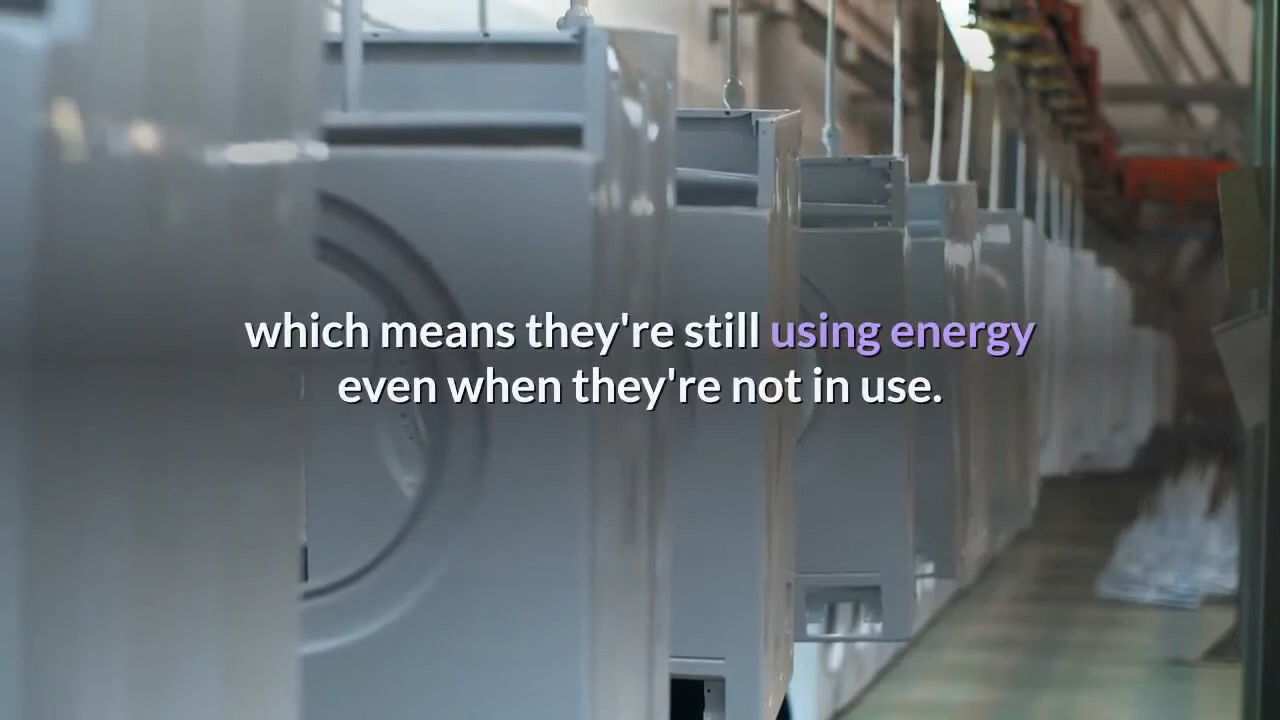 which means they're still using energy
even when they're not in use.